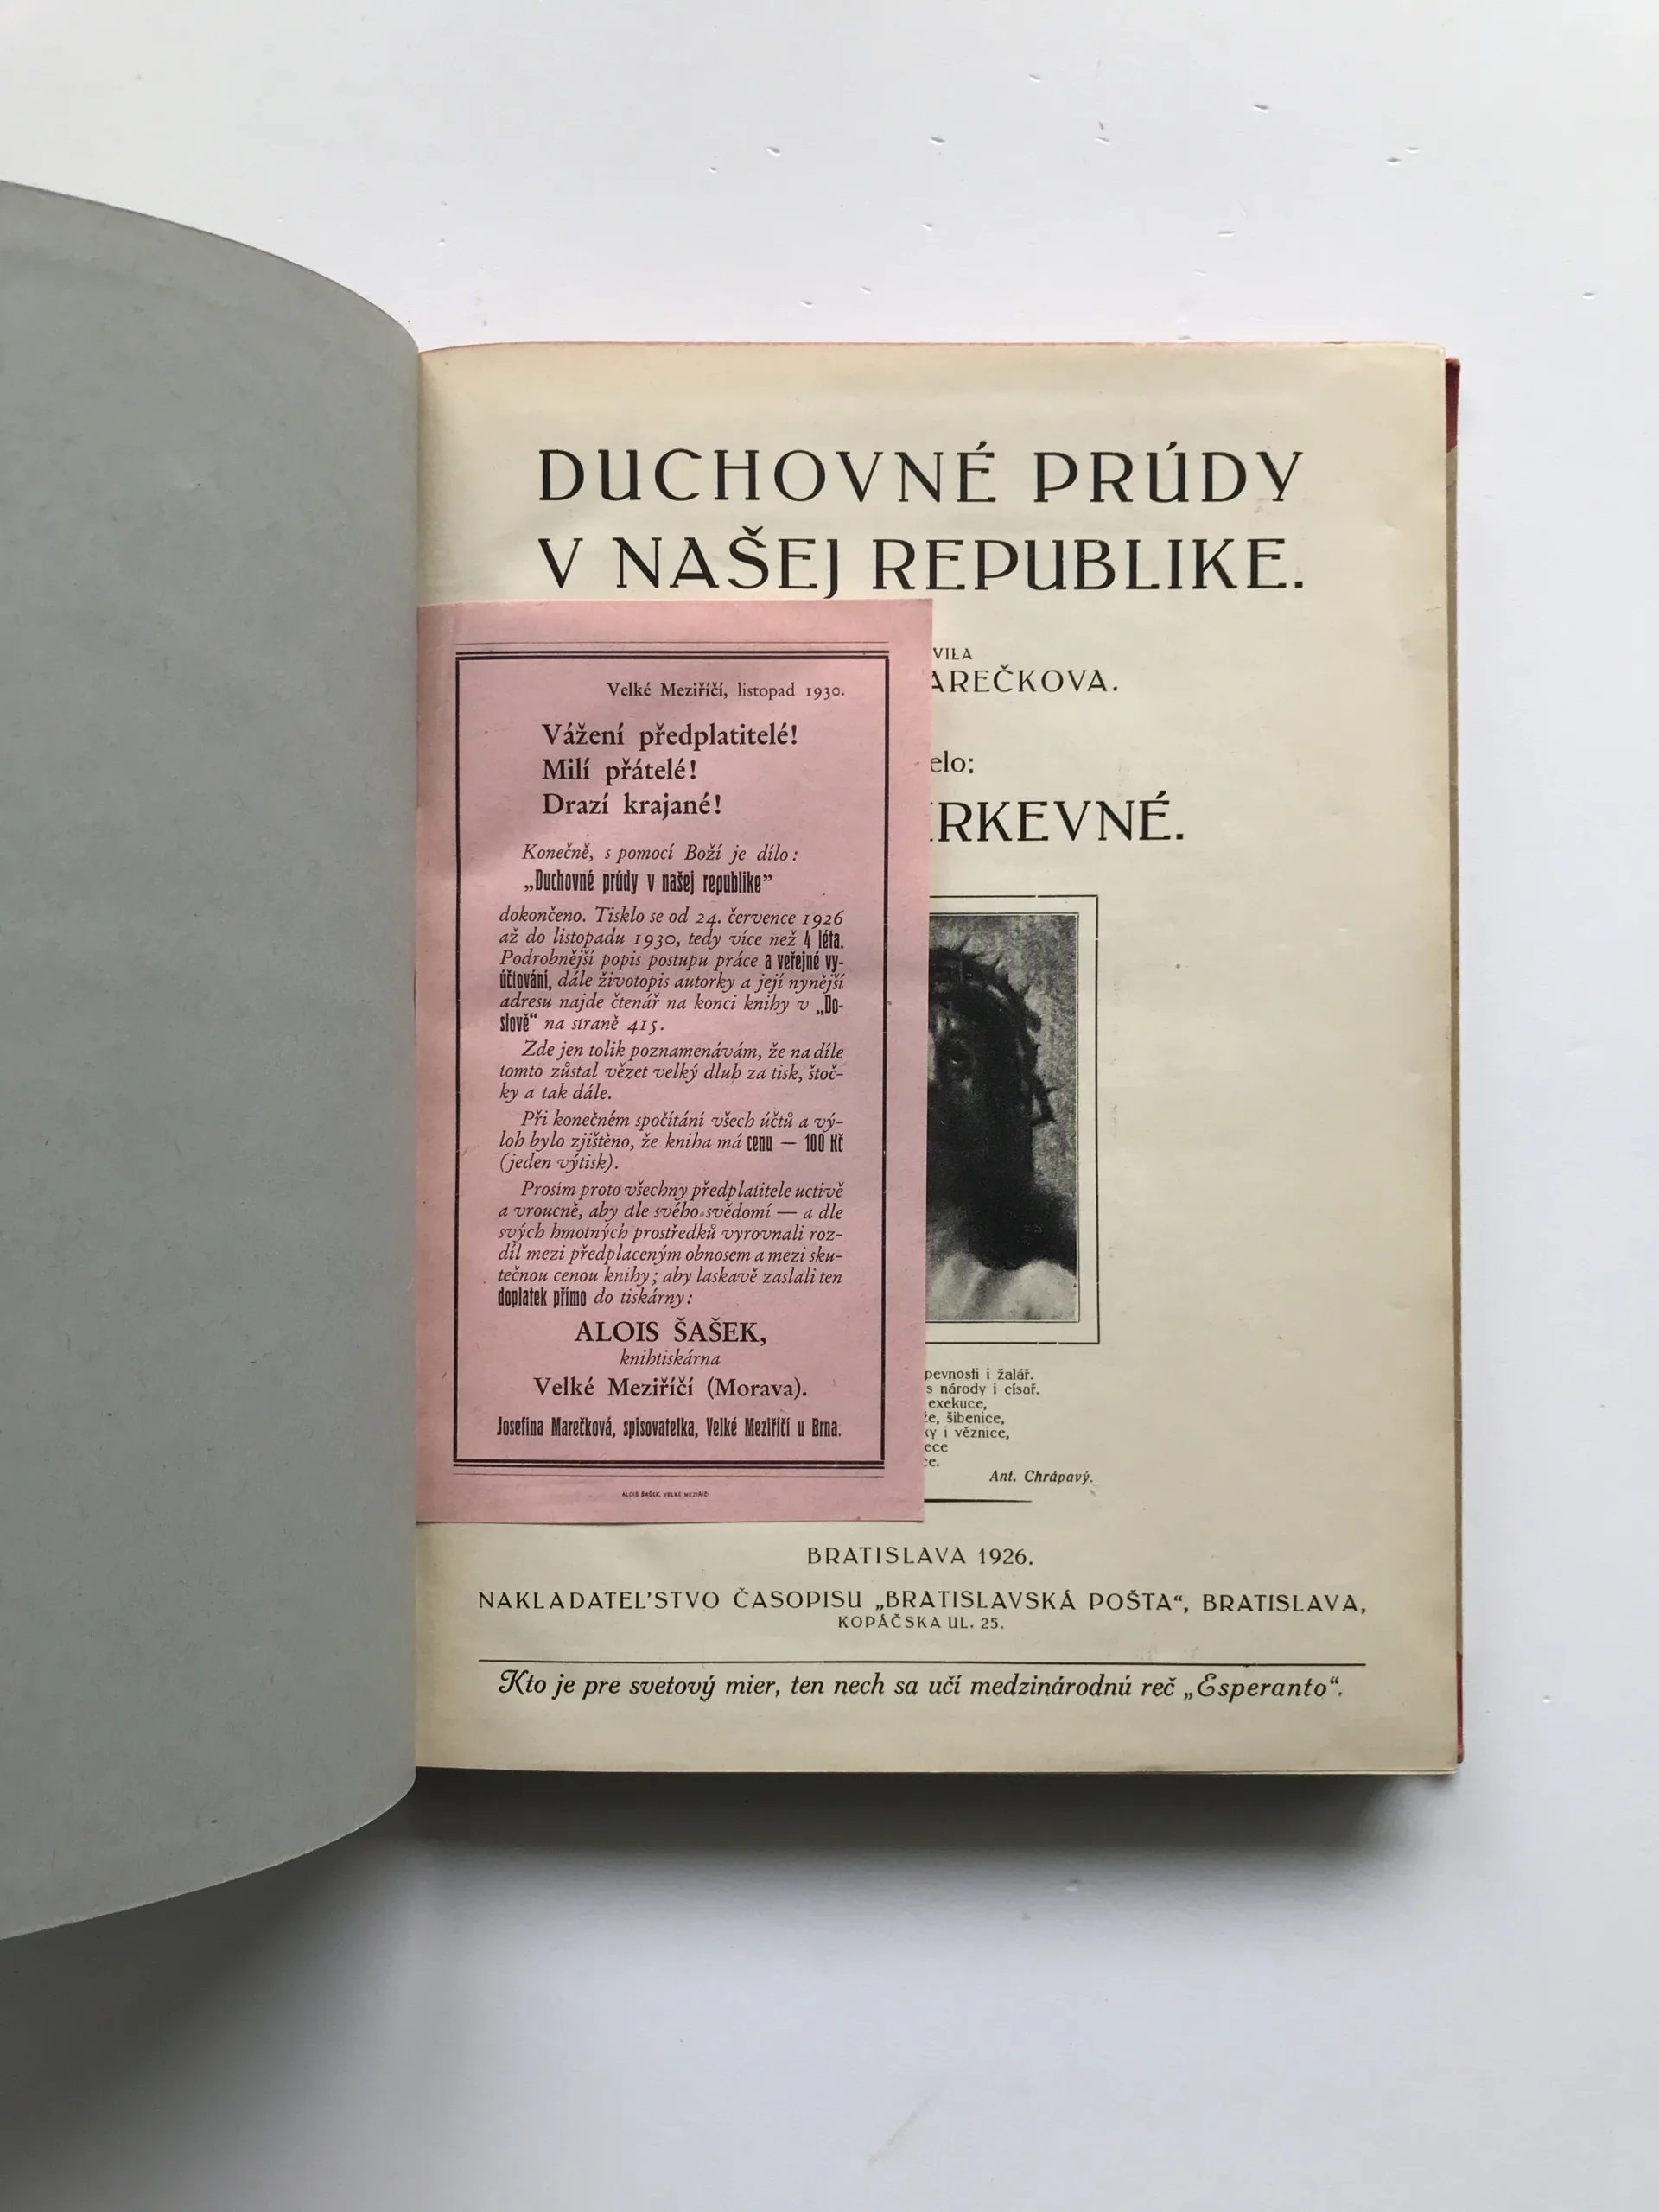 DUCHOVNÉ PRÚDY
V NAŠEJ REPUBLIKE.
VILA
AREČKOVA.
elo:
RKEVNÉ.
Velké Meziříčí, listopad 1930.
Vážení předplatitelé!
Milí přátelé!
Drazí krajané!
Konečně, s pomocí Boží je dílo:
„Duchovné prúdy v našej republike”
dokončeno. Tisklo se od 24. července 1926
až do listopadu 1930, tedy více než 4 léta.
Podrobnější popis postupu práce a veřejné vy-
účtování, dále životopis autorky a její nynější
adresu najde čtenář na konci knihy v „Do-
slově“ na straně 415.
Zde jen tolik poznamenávám, že na díle
tomto zůstal vězet velký dluh za tisk, štoč-
ky a tak dále.
Při konečném spočítání všech účtů a vý-
loh bylo zjištěno, že kniha má cenu — 100 Kč
(jeden výtisk).
Prosím proto všechny předplatitele uctivě
a vroucně, aby dle svého svědomí — a dle
svých hmotných prostředků vyrovnali roz-
díl mezi předplaceným obnosem a mezi sku-
tečnou cenou knihy; aby laskavě zaslali ten
doplatek přímo do tiskárny:
ALOIS ŠAŠEK,
knihtiskárna
Velké Meziříčí (Morava).
Josefina Marečková, spisovatelka, Velké Meziříčí u Brna.
ALOIS ŠAŠEK, VELKÉ MEZIŘÍČÍ
pevnosti i žalář.
s národy i císař.
exekuce,
že, šibenice,
ky i věznice,
ece
ce.
Ant. Chrápavý.
BRATISLAVA 1926.
NAKLADATEĽSTVO ČASOPISU „BRATISLAVSKÁ POŠTA“, BRATISLAVA,
KOPÁČSKA UL. 25.
Kto je pre svetový mier, ten nech sa učí medzinárodnú reč „Esperanto“.